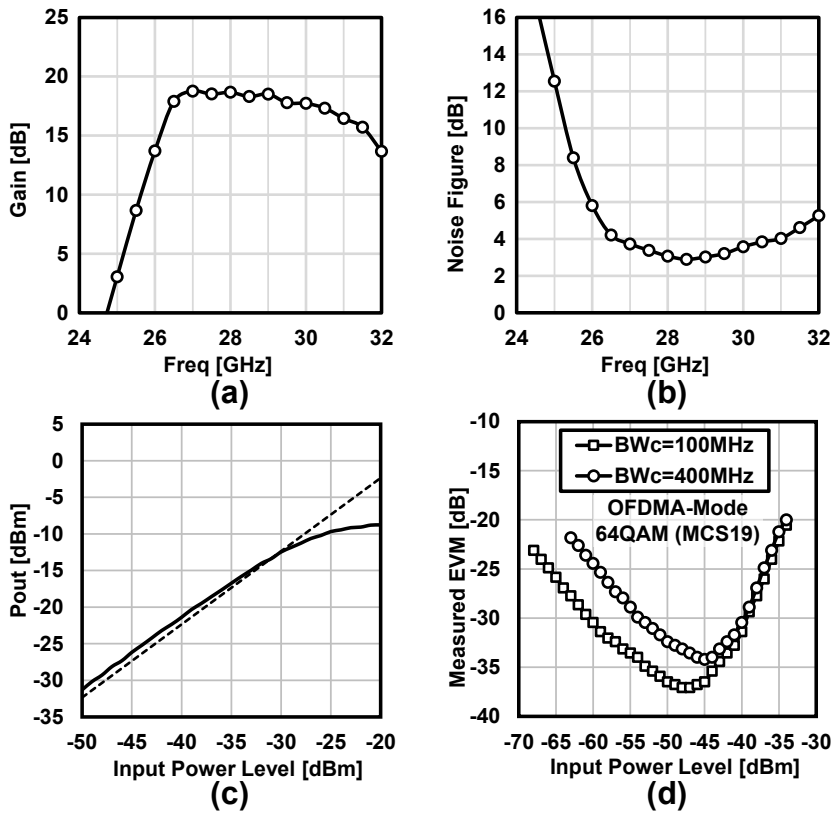 25
20
15
10
5
0
Gain [dB]
24 26 28 30 32
Freq [GHz]
(a)
16
14
12
10
8
6
4
2
0
Noise Figure [dB]
24 26 28 30 32
Freq [GHz]
(b)
5
0
-5
-10
-15
-20
-25
-30
-35
Pout [dBm]
-50 -40 -30 -20
Input Power Level [dBm]
(c)
-10
-15
-20
-25
-30
-35
-40
Measured EVM [dB]
BWc=100MHz
BWc=400MHz
OFDMA-Mode
64QAM (MCS19)
-70 -65 -60 -55 -50 -45 -40 -35 -30
Input Power Level [dBm]
(d)